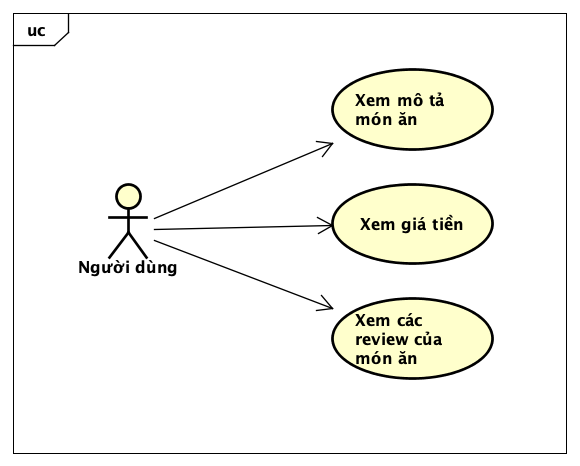 uc
Xem mô tả
món ăn
Xem giá tiền
Người dùng
Xem các
review của
món ăn